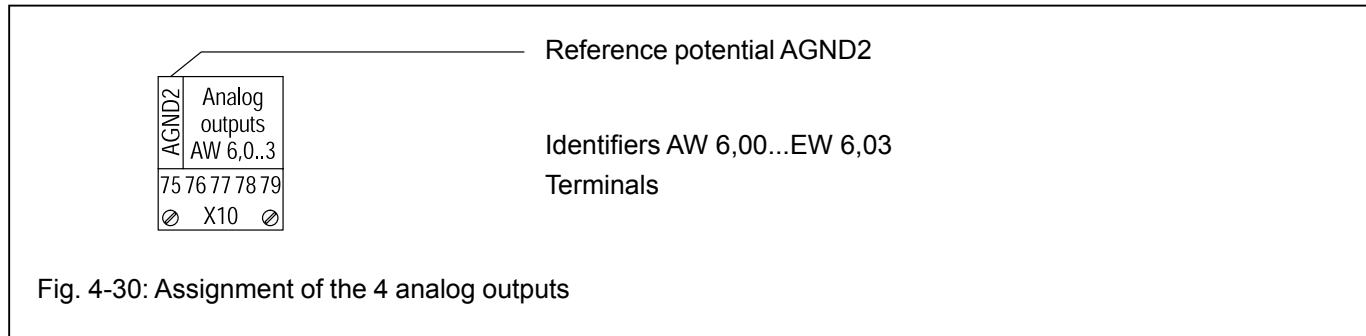 Reference potential AGND2
AGND2
Analog
outputs
AW 6,0..3
Identifiers AW 6,00...EW 6,03
75 76 77 78 79
Terminals
X10
Fig. 4-30: Assignment of the 4 analog outputs